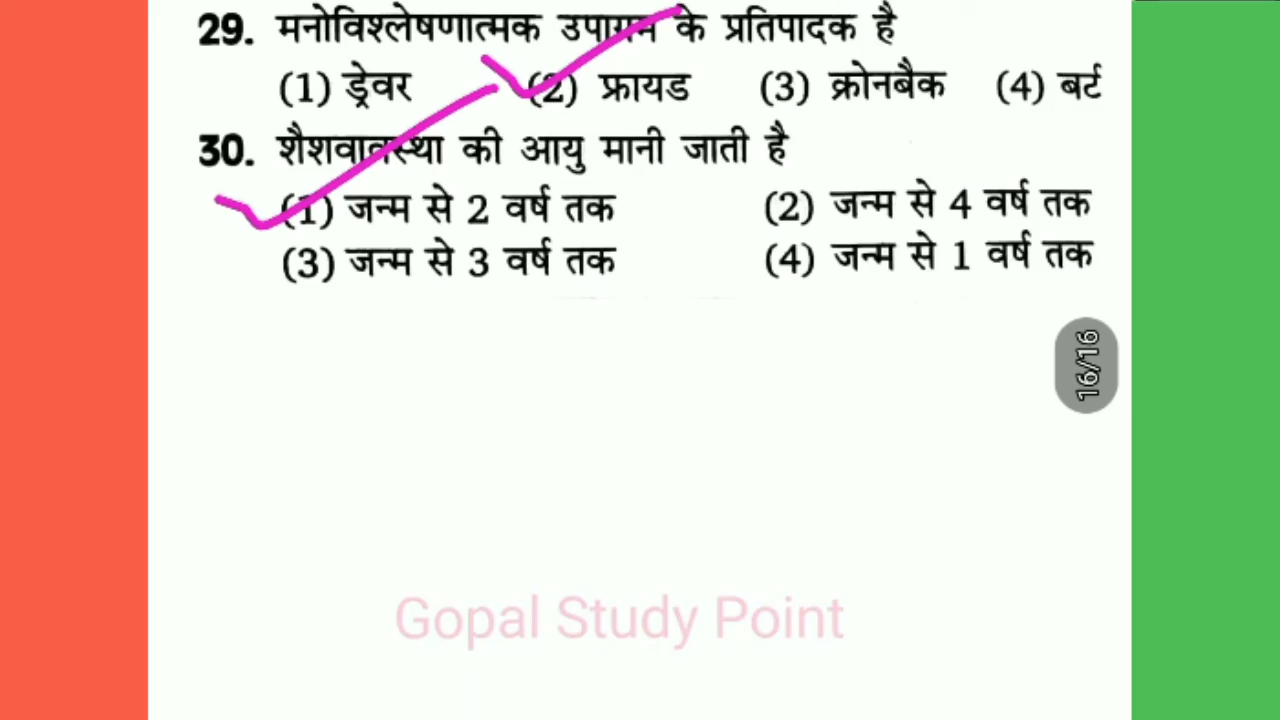 29. मनोविश्लेषणात्मक उपागम के प्रतिपादक है
(1) ड्रेवर (2) फ्रायड (3) क्रोनबैक (4) बर्ट
30. शैशवावस्था की आयु मानी जाती है
(1) जन्म से 2 वर्ष तक (2) जन्म से 4 वर्ष तक
(3) जन्म से 3 वर्ष तक (4) जन्म से 1 वर्ष तक
16/16
Gopal Study Point